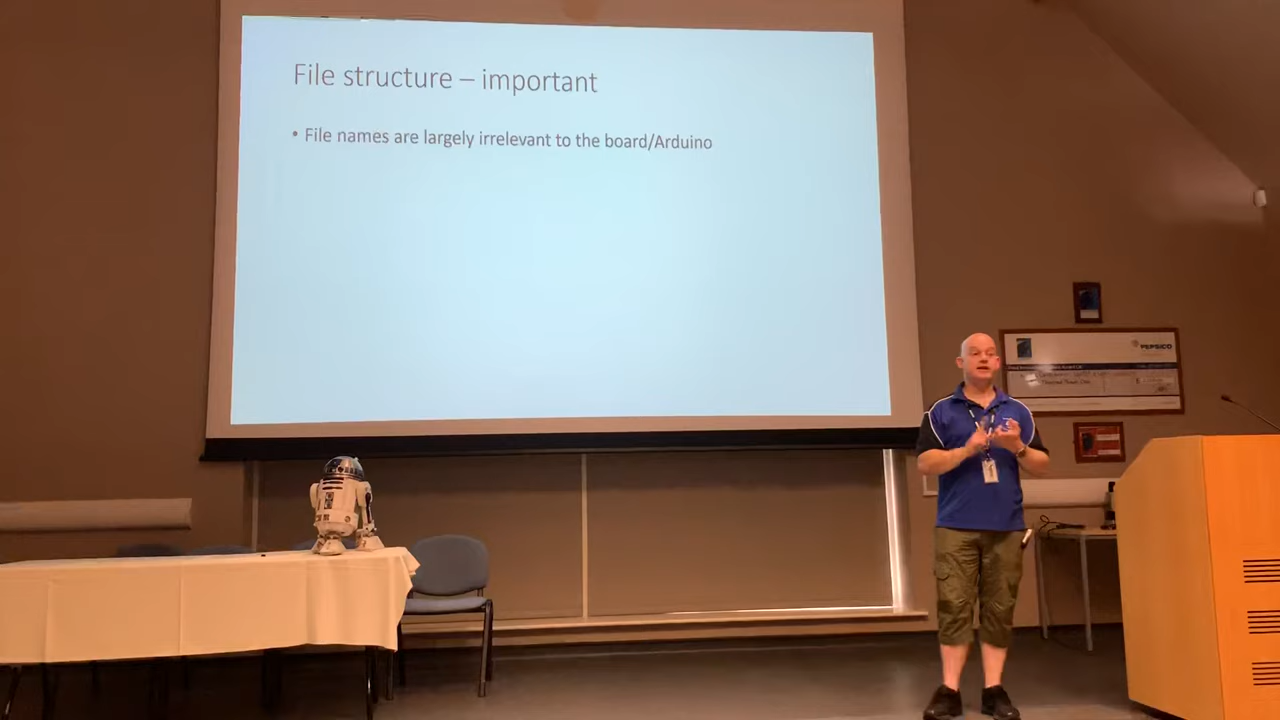 File structure – important
• File names are largely irrelevant to the board/Arduino
PEPSICO